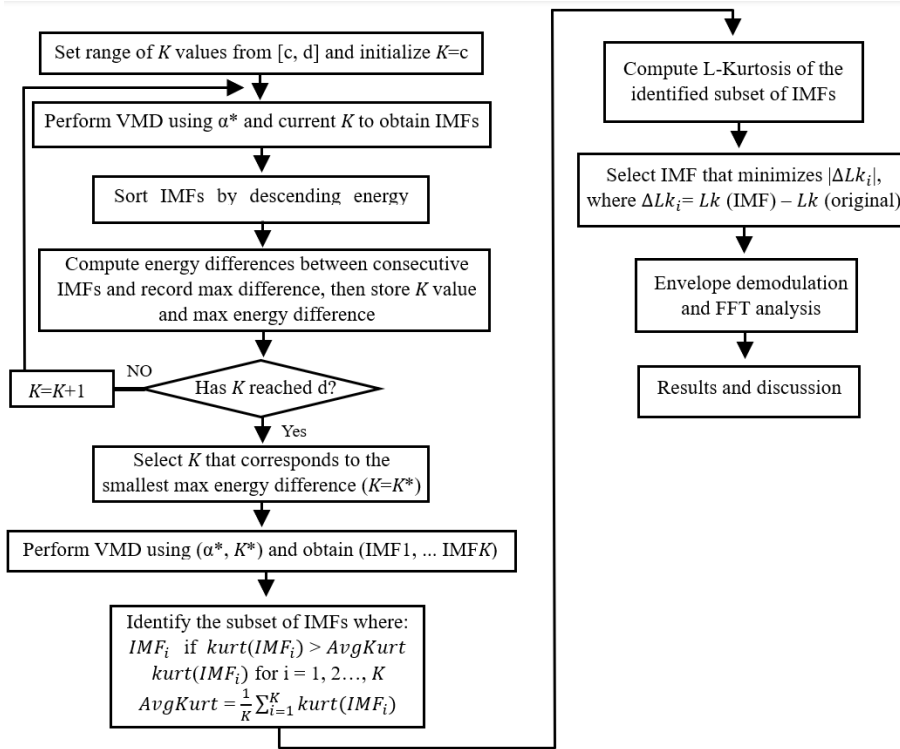 Set range of K values from [c, d] and initialize K=c
Perform VMD using α* and current K to obtain IMFs
Sort IMFs by descending energy
Compute energy differences between consecutive
IMFs and record max difference, then store K value
and max energy difference
Has K reached d?
NO
K=K+1
Yes
Select K that corresponds to the
smallest max energy difference (K=K*)
Perform VMD using (α*, K*) and obtain (IMF1, ... IMFK)
Identify the subset of IMFs where:
IMF_i if kurt(IMF_i) > AvgKurt
kurt(IMF_i) for i = 1, 2…, K
AvgKurt = \frac{1}{K} \sum_{i=1}^{K} kurt(IMF_i)
Compute L-Kurtosis of the
identified subset of IMFs
Select IMF that minimizes |ΔLk_i|,
where ΔLk_i= Lk (IMF) – Lk (original)
Envelope demodulation
and FFT analysis
Results and discussion